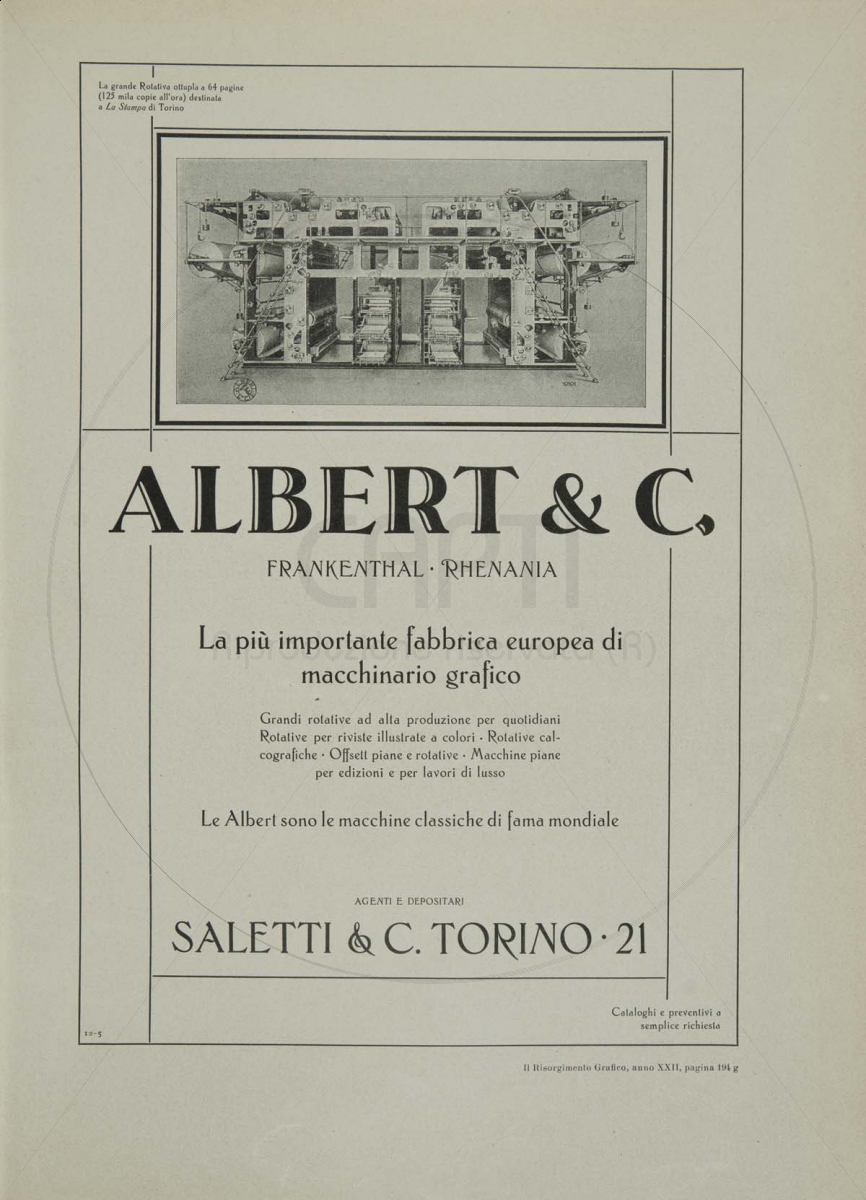 La grande Rotativa ottupla a 64 pagine
(125 mila copie all'ora) destinata
a La Stampa di Torino
ALBERT & C.
FRANKENTHAL · RHENANIA
La più importante fabbrica europea di
macchinario grafico
Grandi rotative ad alta produzione per quotidiani
Rotative per riviste illustrate a colori · Rotative cal-
cografiche · Offsett piane e rotative · Macchine piane
per edizioni e per lavori di lusso
Le Albert sono le macchine classiche di fama mondiale
AGENTI E DEPOSITARI
SALETTI & C. TORINO · 21
Cataloghi e preventivi a
semplice richiesta
12-5
Il Risorgimento Grafico, anno XXII, pagina 194 g
CAPTI